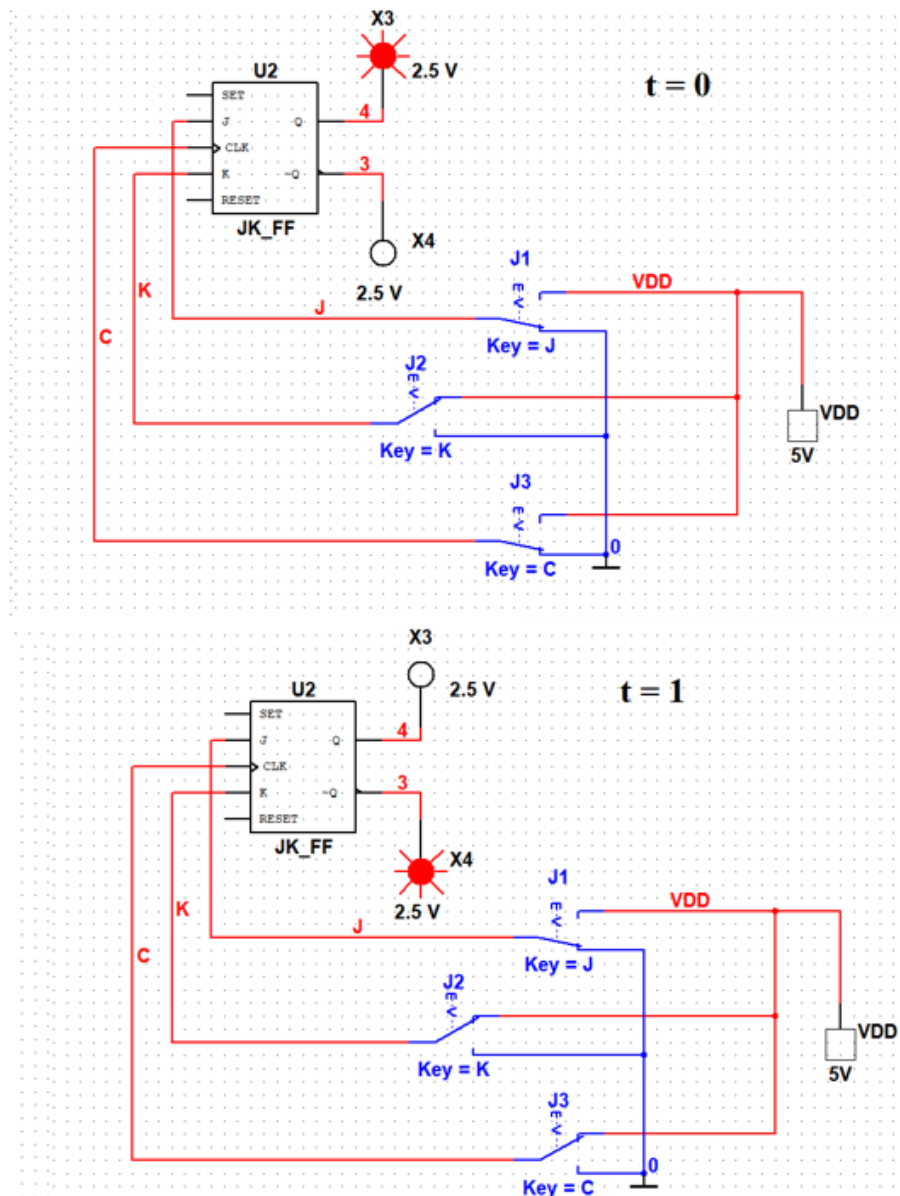 X3
2.5 V
t = 0
U2
SET
J
CLK
K
RESET
Q
~Q
4
3
JK_FF
X4
2.5 V
K
J
C
J1
VDD
Key = J
J2
Key = K
VDD
5V
J3
0
Key = C
X3
2.5 V
t = 1
U2
SET
J
CLK
K
RESET
Q
~Q
4
3
JK_FF
X4
2.5 V
K
J
C
J1
VDD
Key = J
J2
Key = K
VDD
5V
J3
0
Key = C